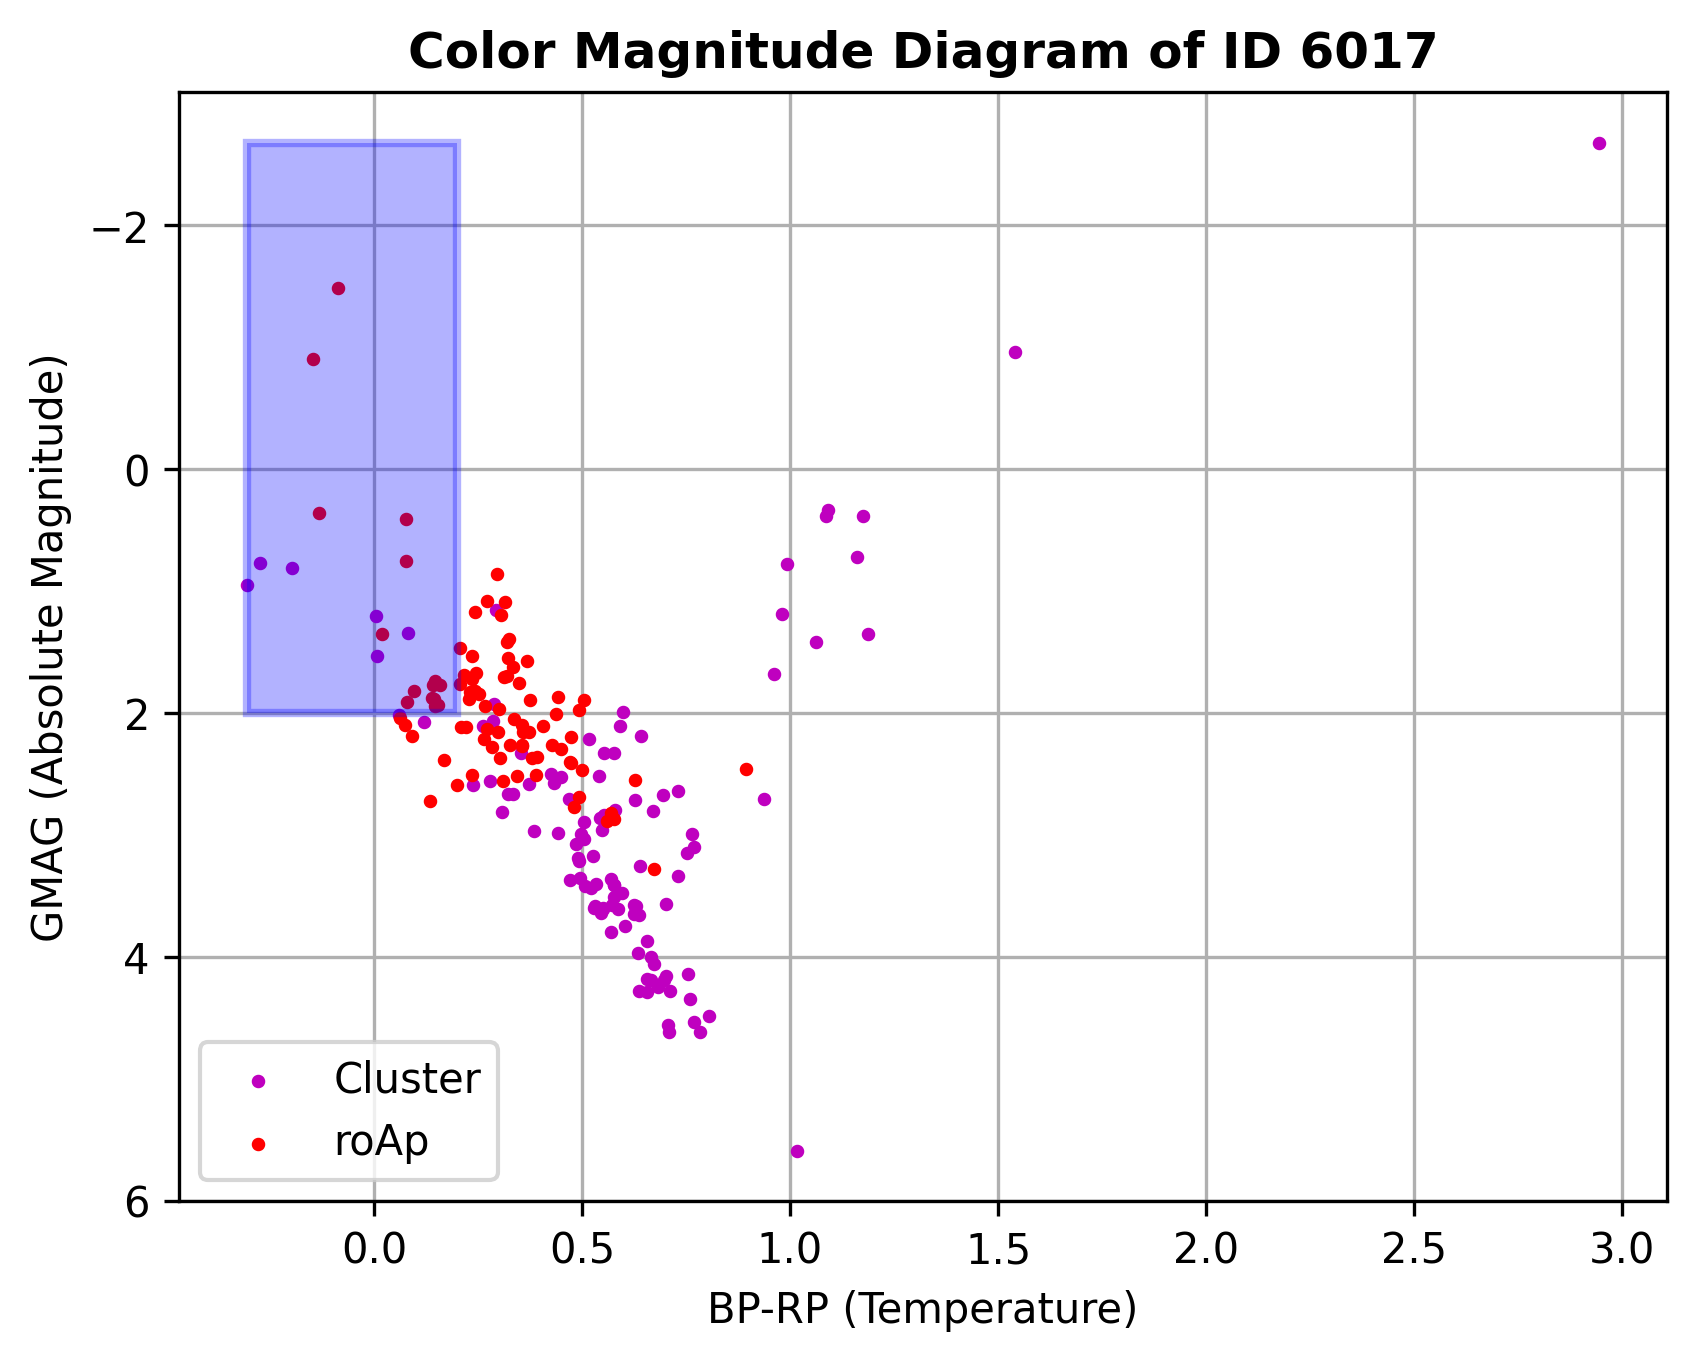 Color Magnitude Diagram of ID 6017
GMAG (Absolute Magnitude)
−2
0
2
4
6
Cluster
roAp
0.0 0.5 1.0 1.5 2.0 2.5 3.0
BP-RP (Temperature)